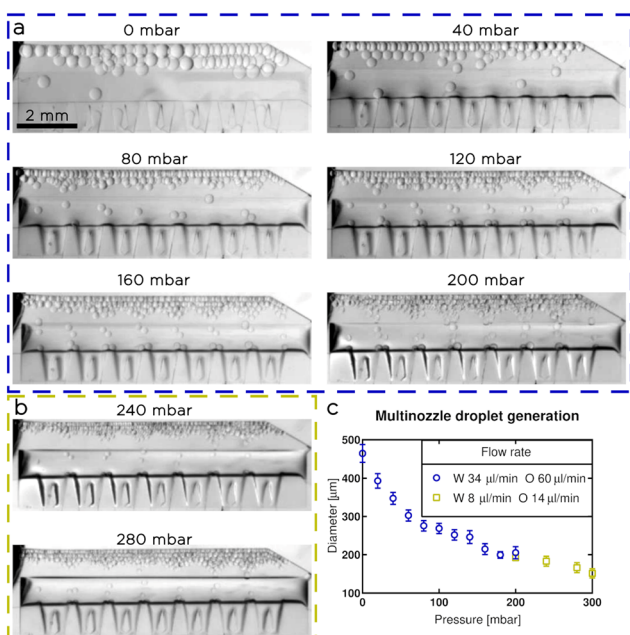 a
0 mbar
40 mbar
2 mm
80 mbar
120 mbar
160 mbar
200 mbar
b
240 mbar
280 mbar
c
Multinozzle droplet generation
Flow rate
W 34 μl/min O 60 μl/min
W 8 μl/min O 14 μl/min
Diameter [μm]
500
400
300
200
100
0
100
200
300
Pressure [mbar]